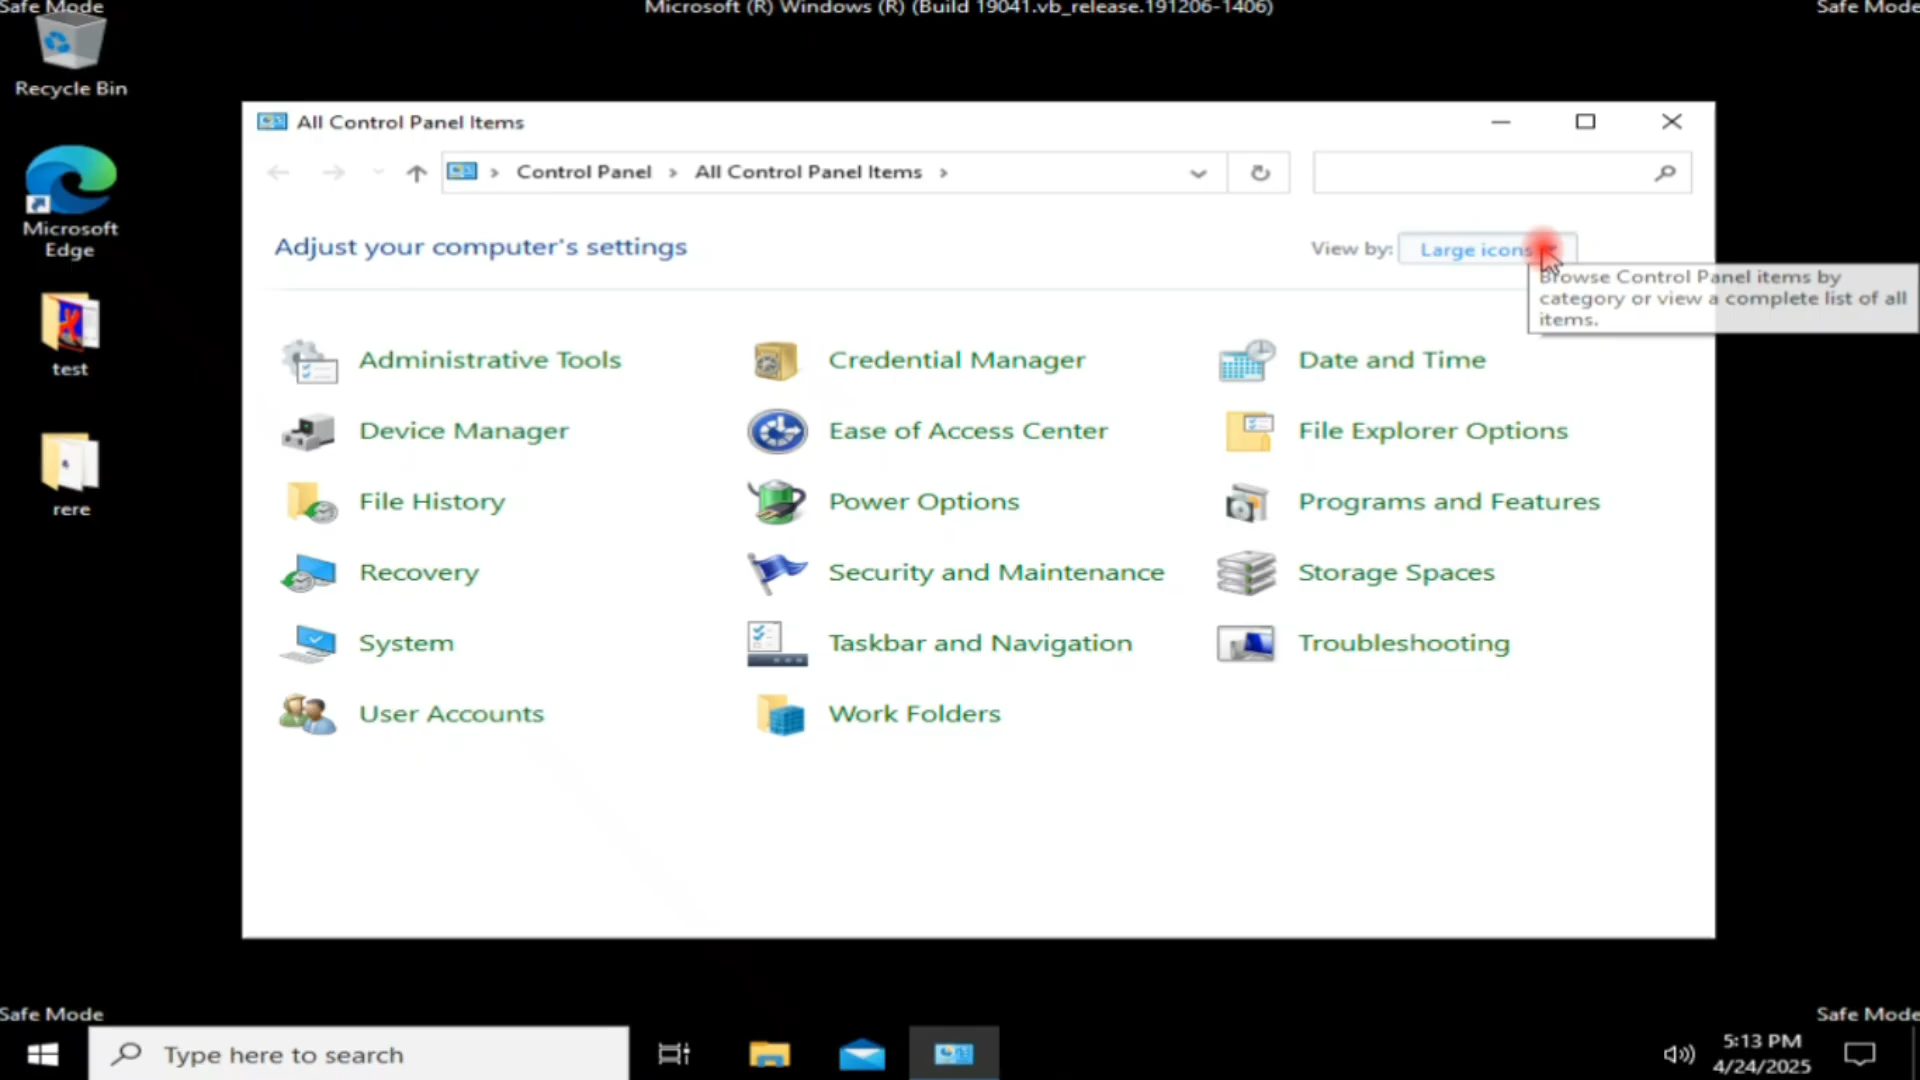 Safe Mode
Microsoft (R) Windows (R) (Build 19041.vb_release.191206-1406)
Safe Mode
Recycle Bin
Microsoft
Edge
test
rere
All Control Panel Items
Control Panel
All Control Panel Items
Adjust your computer's settings
View by:
Large icons
Browse Control Panel items by
category or view a complete list of all
items.
Administrative Tools
Credential Manager
Date and Time
Device Manager
Ease of Access Center
File Explorer Options
File History
Power Options
Programs and Features
Recovery
Security and Maintenance
Storage Spaces
System
Taskbar and Navigation
Troubleshooting
User Accounts
Work Folders
Safe Mode
Safe Mode
Type here to search
5:13 PM
4/24/2025